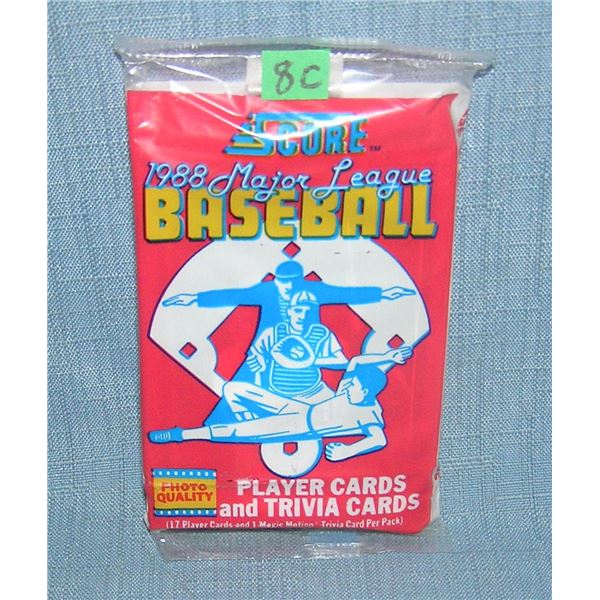 8C
SCORE™
1988 Major League
BASEBALL
PHOTO
QUALITY
PLAYER CARDS
and TRIVIA CARDS
(17 Player Cards and 1 Magic Motion® Trivia Card Per Pack)